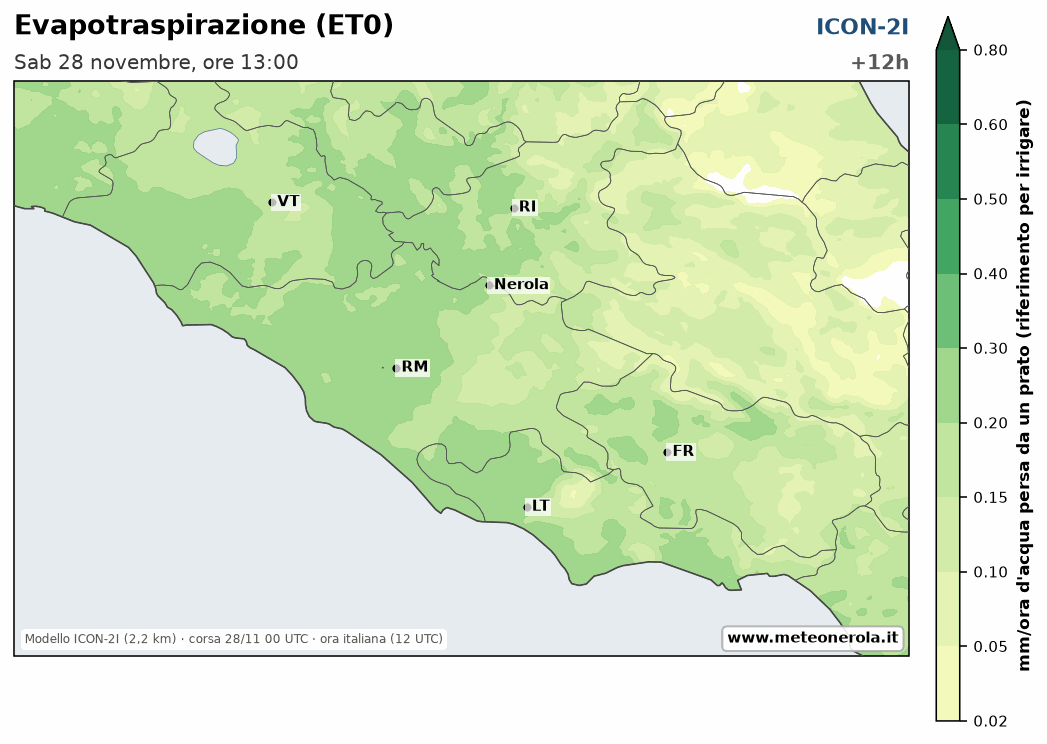 Evapotraspirazione (ET0)
ICON-2I
Sab 28 novembre, ore 13:00
+12h
VT
RI
Nerola
RM
FR
LT
Modello ICON-2I (2,2 km) · corsa 28/11 00 UTC · ora italiana (12 UTC)
www.meteonerola.it
0.80
0.60
0.50
0.40
0.30
0.20
0.15
0.10
0.05
0.02
mm/ora d'acqua persa da un prato (riferimento per irrigare)